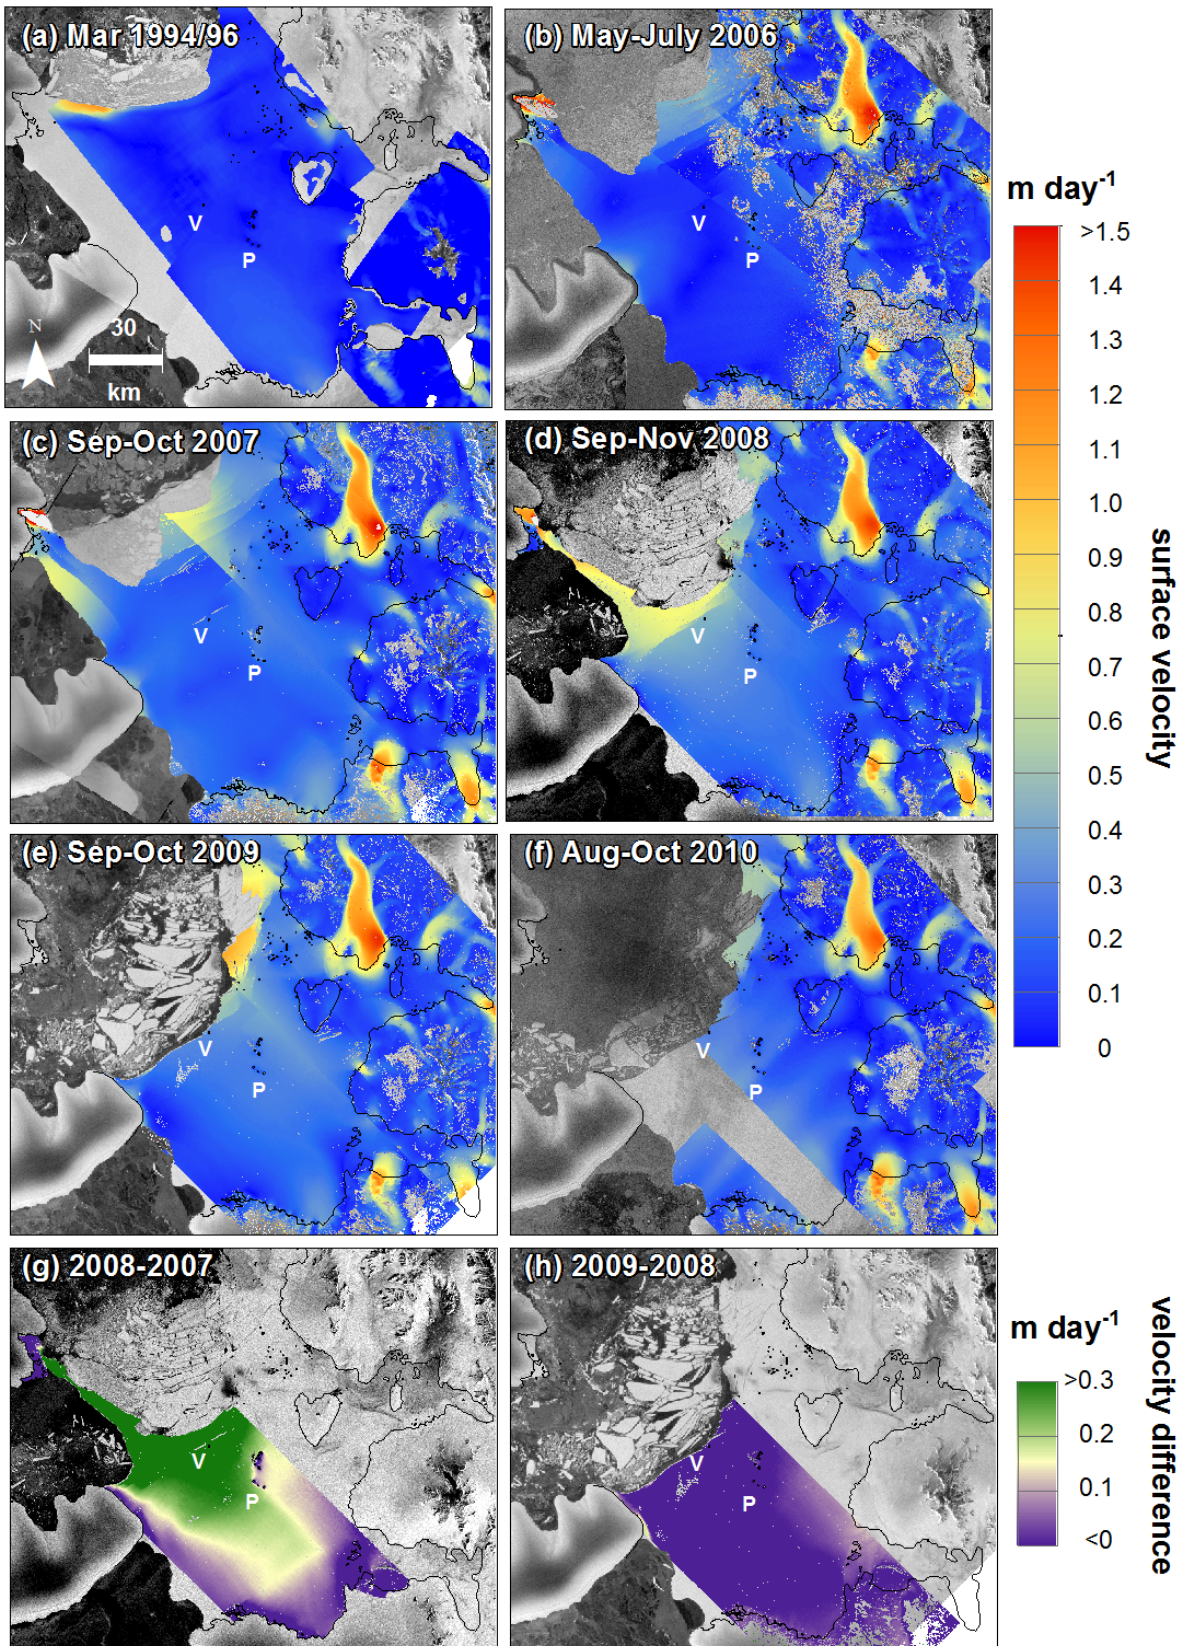 (a) Mar 1994/96
V
P
N
30
km
(b) May-July 2006
V
P
(c) Sep-Oct 2007
V
P
(d) Sep-Nov 2008
V
P
(e) Sep-Oct 2009
V
P
(f) Aug-Oct 2010
V
P
(g) 2008-2007
V
P
(h) 2009-2008
V
P
m day⁻¹
>1.5
1.4
1.3
1.2
1.1
1.0
0.9
0.8
0.7
0.6
0.5
0.4
0.3
0.2
0.1
0
surface velocity
m day⁻¹
>0.3
0.2
0.1
<0
velocity difference